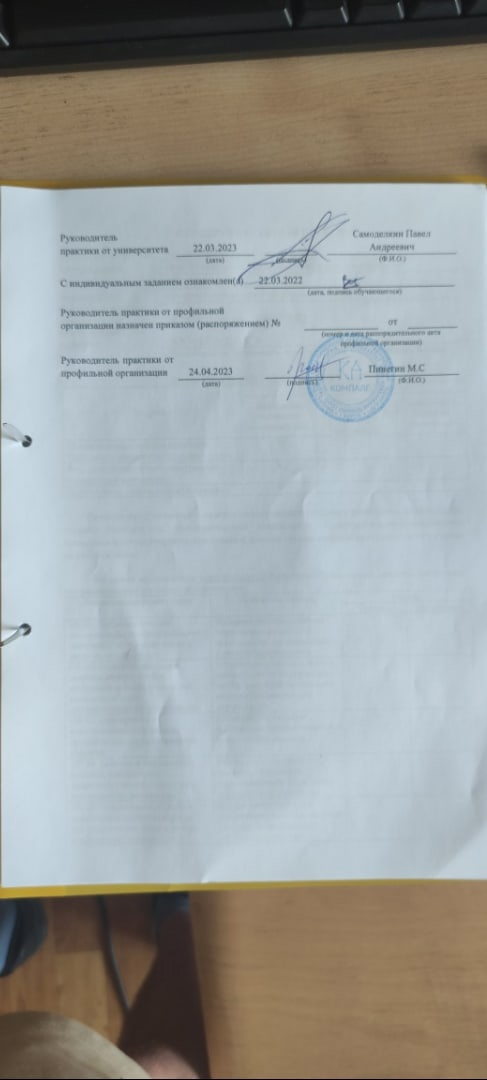 Руководитель
практики от университета 22.03.2023 Самоделкин Павел Андреевич
(дата) (подпись) (Ф.И.О.)
С индивидуальным заданием ознакомлен(а) 22.03.2022
(дата, подпись обучающегося)
Руководитель практики от профильной
организации назначен приказом (распоряжением) № от
(номер и дата распорядительного акта
профильной организации)
Руководитель практики от
профильной организации 24.04.2023 М.С
(дата) (подпись) (Ф.И.О.)